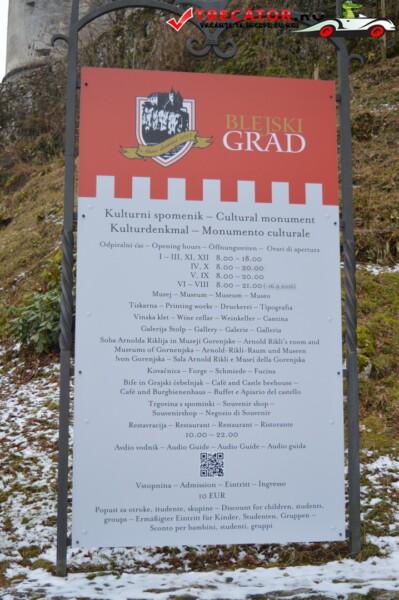 TRECATOR.RO
BLEJSKI
GRAD
Kulturni spomenik – Cultural monument
Kulturdenkmal – Monumento culturale
Odpiralni čas – Opening hours – Öffnungszeiten – Orari di apertura
I – III, XI, XII 8.00 – 18.00
IV, X 8.00 – 20.00
V, IX 8.00 – 20.00
VI – VIII 8.00 – 21.00
Muzej – Museum – Museum – Museo
Tiskarna – Printing works – Druckerei – Tipografia
Vinska klet – Wine cellar – Weinkeller – Cantina
Galerija Stolp – Gallery – Galerie – Galleria
Soba Arnolda Riklija in Muzeji Gorenjske – Arnold Rikli's room and
Museums of Gorenjska – Arnold-Rikli-Raum und Museen
von Gorenjska – Sala Arnold Rikli e Musei della Gorenjska
Kovačnica – Forge – Schmiede – Fucina
Bife in Grajski čebelnjak – Café and Castle beehouse –
Café und Burgbienenhaus – Buffet e Apiario del castello
Trgovina s spominki – Souvenir shop –
Souvenirshop – Negozio di Souvenir
Restavracija – Restaurant – Restaurant – Ristorante
10.00 – 22.00
Avdio vodnik – Audio Guide – Audio Guide – Audio guida
Vstopnina – Admission – Eintritt – Ingresso
10 EUR
Popust za otroke, študente, skupine – Discount for children, students,
groups – Ermäßigter Eintritt für Kinder, Studenten, Gruppen –
Sconto per bambini, studenti, gruppi